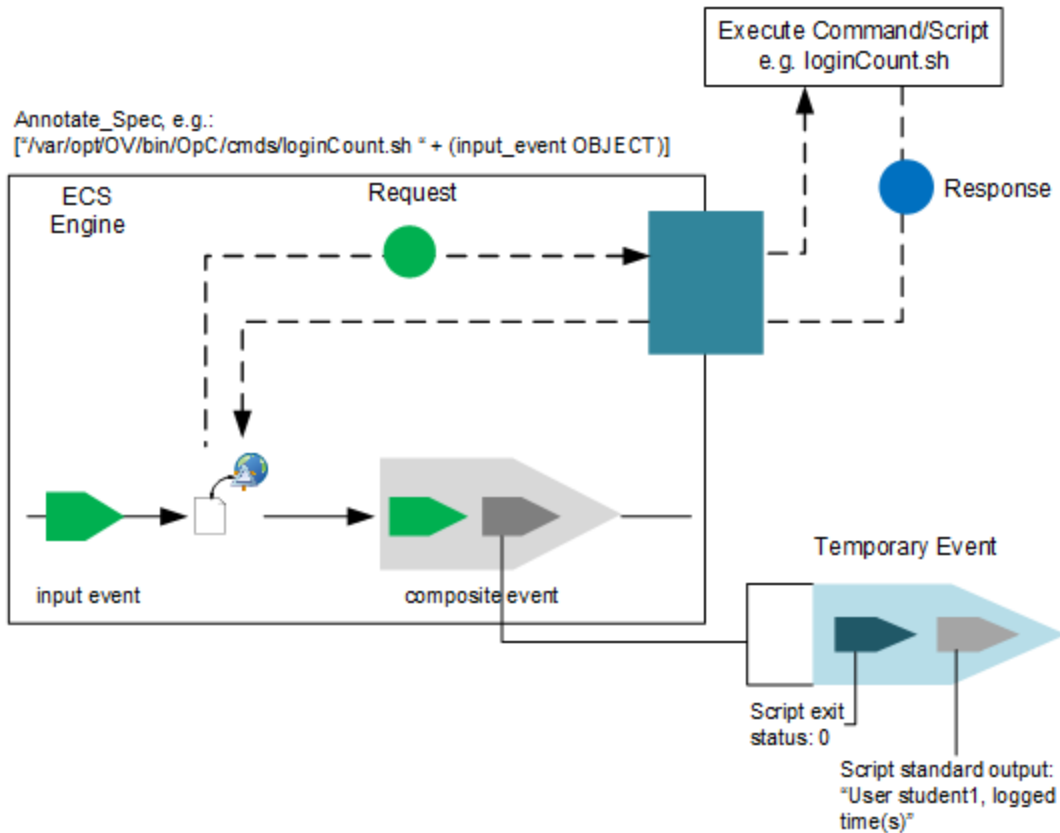 Execute Command/Script
e.g. loginCount.sh
Annotate_Spec, e.g.:
["/var/opt/OV/bin/OpC/cmds/loginCount.sh " + (input_event OBJECT)]
ECS
Engine
Request
Response
input event
composite event
Temporary Event
Script exit
status: 0
Script standard output:
"User student1, logged
time(s)"